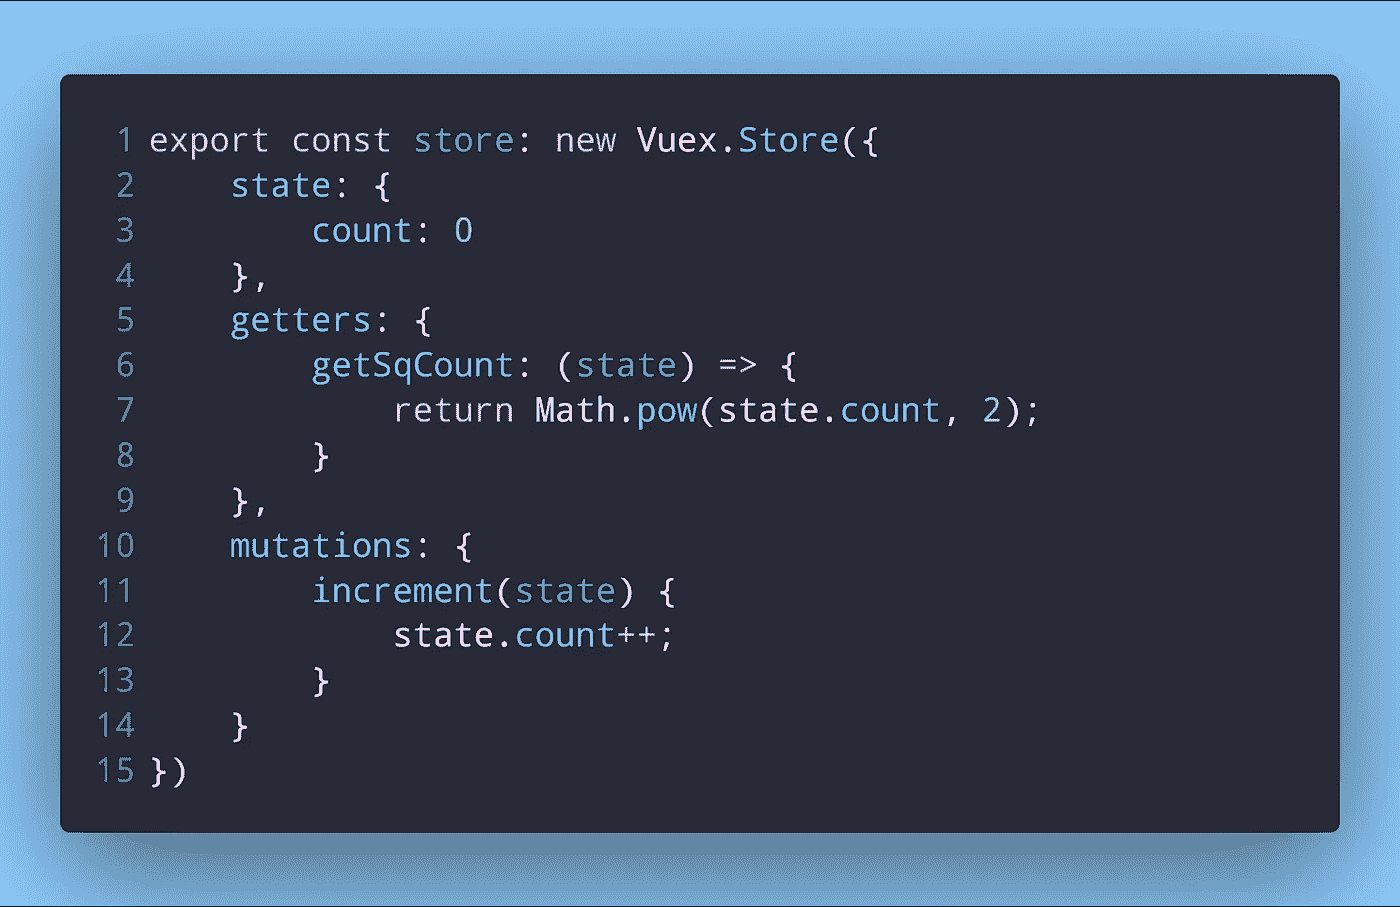 1 export const store: new Vuex.Store({
2     state: {
3         count: 0
4     },
5     getters: {
6         getSqCount: (state) => {
7             return Math.pow(state.count, 2);
8         }
9     },
10     mutations: {
11         increment(state) {
12             state.count++;
13         }
14     }
15 })